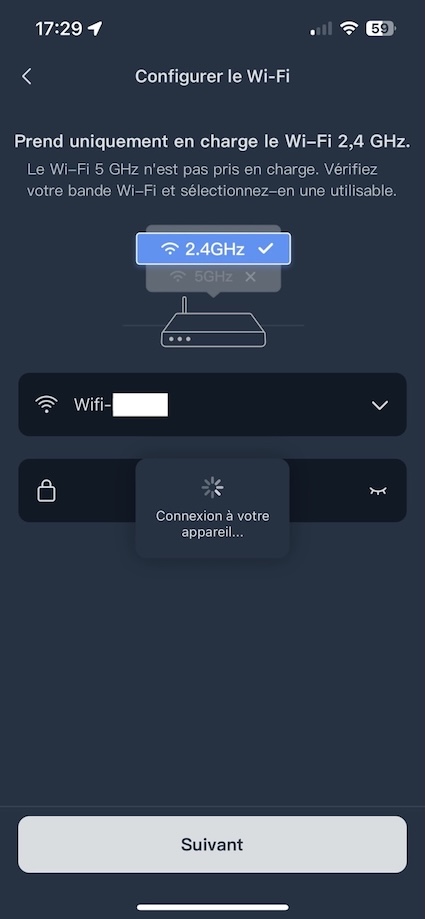 17:29
59
Configurer le Wi-Fi
Prend uniquement en charge le Wi-Fi 2,4 GHz.
Le Wi-Fi 5 GHz n'est pas pris en charge. Vérifiez
votre bande Wi-Fi et sélectionnez-en une utilisable.
2.4GHz
5GHz
Wifi-
Connexion à votre
appareil...
Suivant